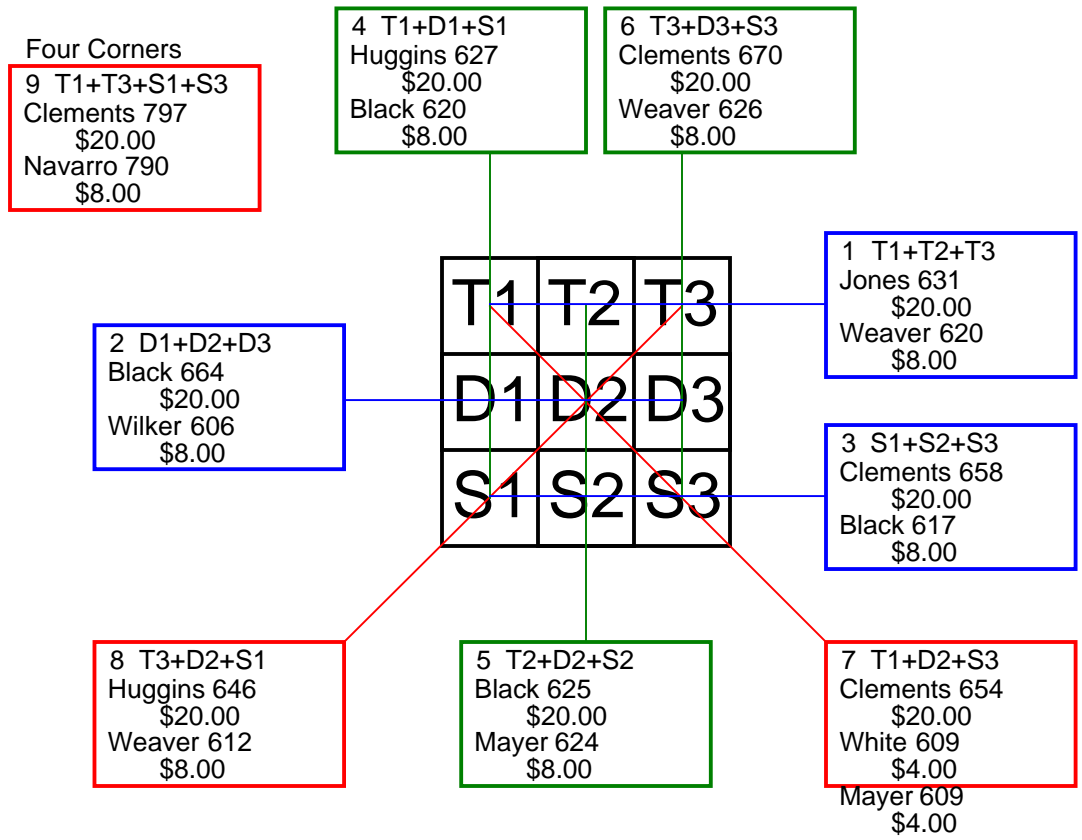 Four Corners
9 T1+T3+S1+S3
Clements 797
$20.00
Navarro 790
$8.00
4 T1+D1+S1
Huggins 627
$20.00
Black 620
$8.00
6 T3+D3+S3
Clements 670
$20.00
Weaver 626
$8.00
1 T1+T2+T3
Jones 631
$20.00
Weaver 620
$8.00
T1 T2 T3
D1 D2 D3
S1 S2 S3
2 D1+D2+D3
Black 664
$20.00
Wilker 606
$8.00
3 S1+S2+S3
Clements 658
$20.00
Black 617
$8.00
8 T3+D2+S1
Huggins 646
$20.00
Weaver 612
$8.00
5 T2+D2+S2
Black 625
$20.00
Mayer 624
$8.00
7 T1+D2+S3
Clements 654
$20.00
White 609
$4.00
Mayer 609
$4.00